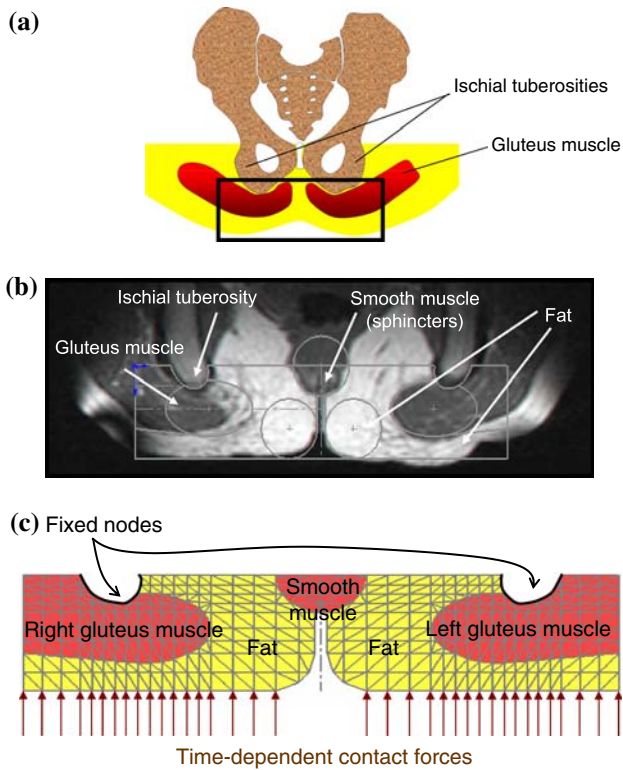 (a)
Ischial tuberosities
Gluteus muscle
(b)
Ischial tuberosity
Smooth muscle
(sphincters)
Fat
Gluteus muscle
(c)
Fixed nodes
Smooth
muscle
Right gluteus muscle
Left gluteus muscle
Fat
Fat
Time-dependent contact forces